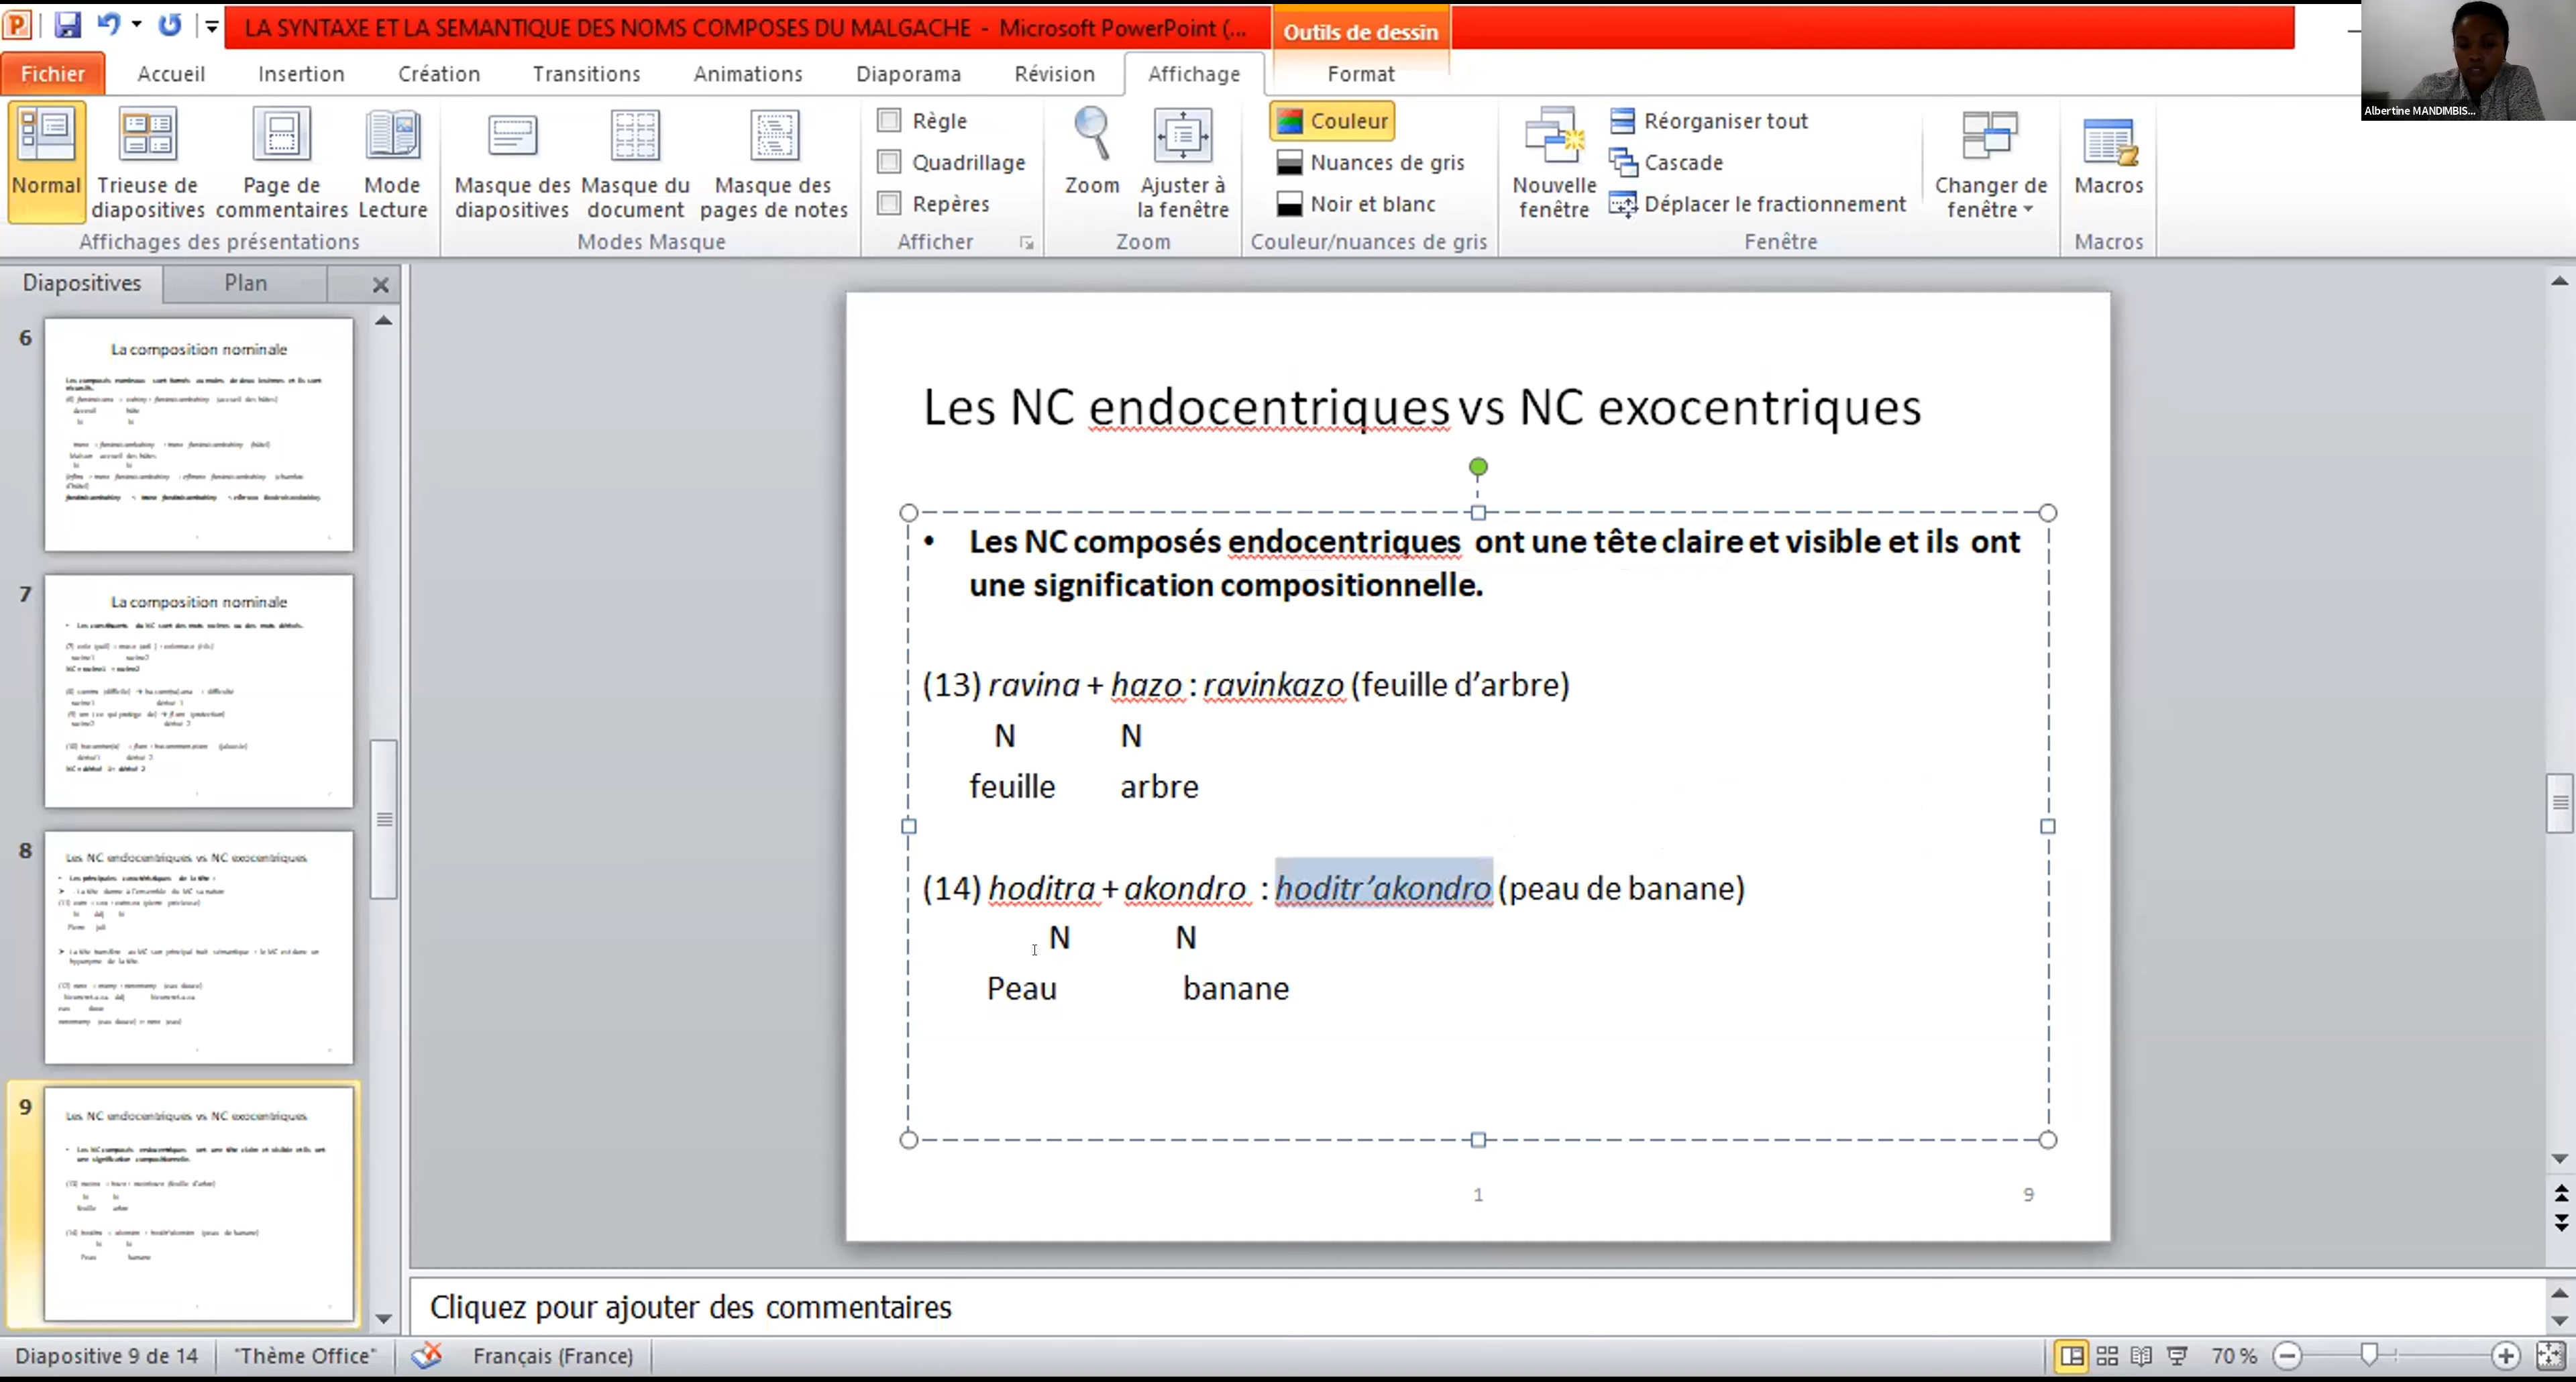 LA SYNTAXE ET LA SEMANTIQUE DES NOMS COMPOSES DU MALGACHE - Microsoft PowerPoint (...
Outils de dessin
Fichier Accueil Insertion Création Transitions Animations Diaporama Révision Affichage Format
Albertine MANDIMBIS...
Normal
Trieuse de diapositives
Page de commentaires
Mode Lecture
Affichages des présentations
Masque des diapositives
Masque du document
Masque des pages de notes
Modes Masque
Règle
Quadrillage
Repères
Afficher
Zoom
Ajuster à la fenêtre
Zoom
Couleur
Nuances de gris
Noir et blanc
Couleur/nuances de gris
Nouvelle fenêtre
Réorganiser tout
Cascade
Déplacer le fractionnement
Changer de fenêtre
Fenêtre
Macros
Macros
Diapositives Plan
6
La composition nominale
7
La composition nominale
8
Les NC endocentriques vs NC exocentriques
9
Les NC endocentriques vs NC exocentriques
Les NC endocentriques vs NC exocentriques
• Les NC composés endocentriques ont une tête claire et visible et ils ont
une signification compositionnelle.
(13) ravina + hazo : ravinkazo (feuille d’arbre)
N N
feuille arbre
(14) hoditra + akondro : hoditr’akondro (peau de banane)
N N
Peau banane
1 9
Cliquez pour ajouter des commentaires
Diapositive 9 de 14 "Thème Office" Français (France) 70 %